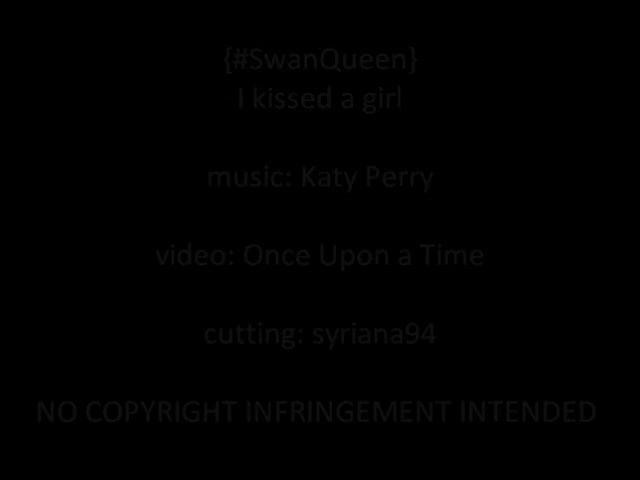 {#SwanQueen}
I kissed a girl
music: Katy Perry
video: Once Upon a Time
cutting: syriana94
NO COPYRIGHT INFRINGEMENT INTENDED